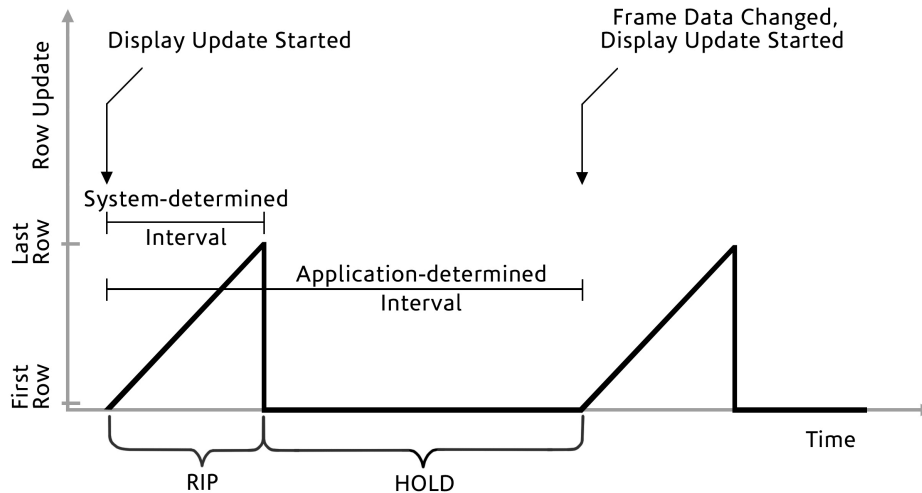 Frame Data Changed,
Display Update Started
Display Update Started
Row Update
System-determined
Interval
Last
Row
Application-determined
Interval
First
Row
Time
RIP
HOLD